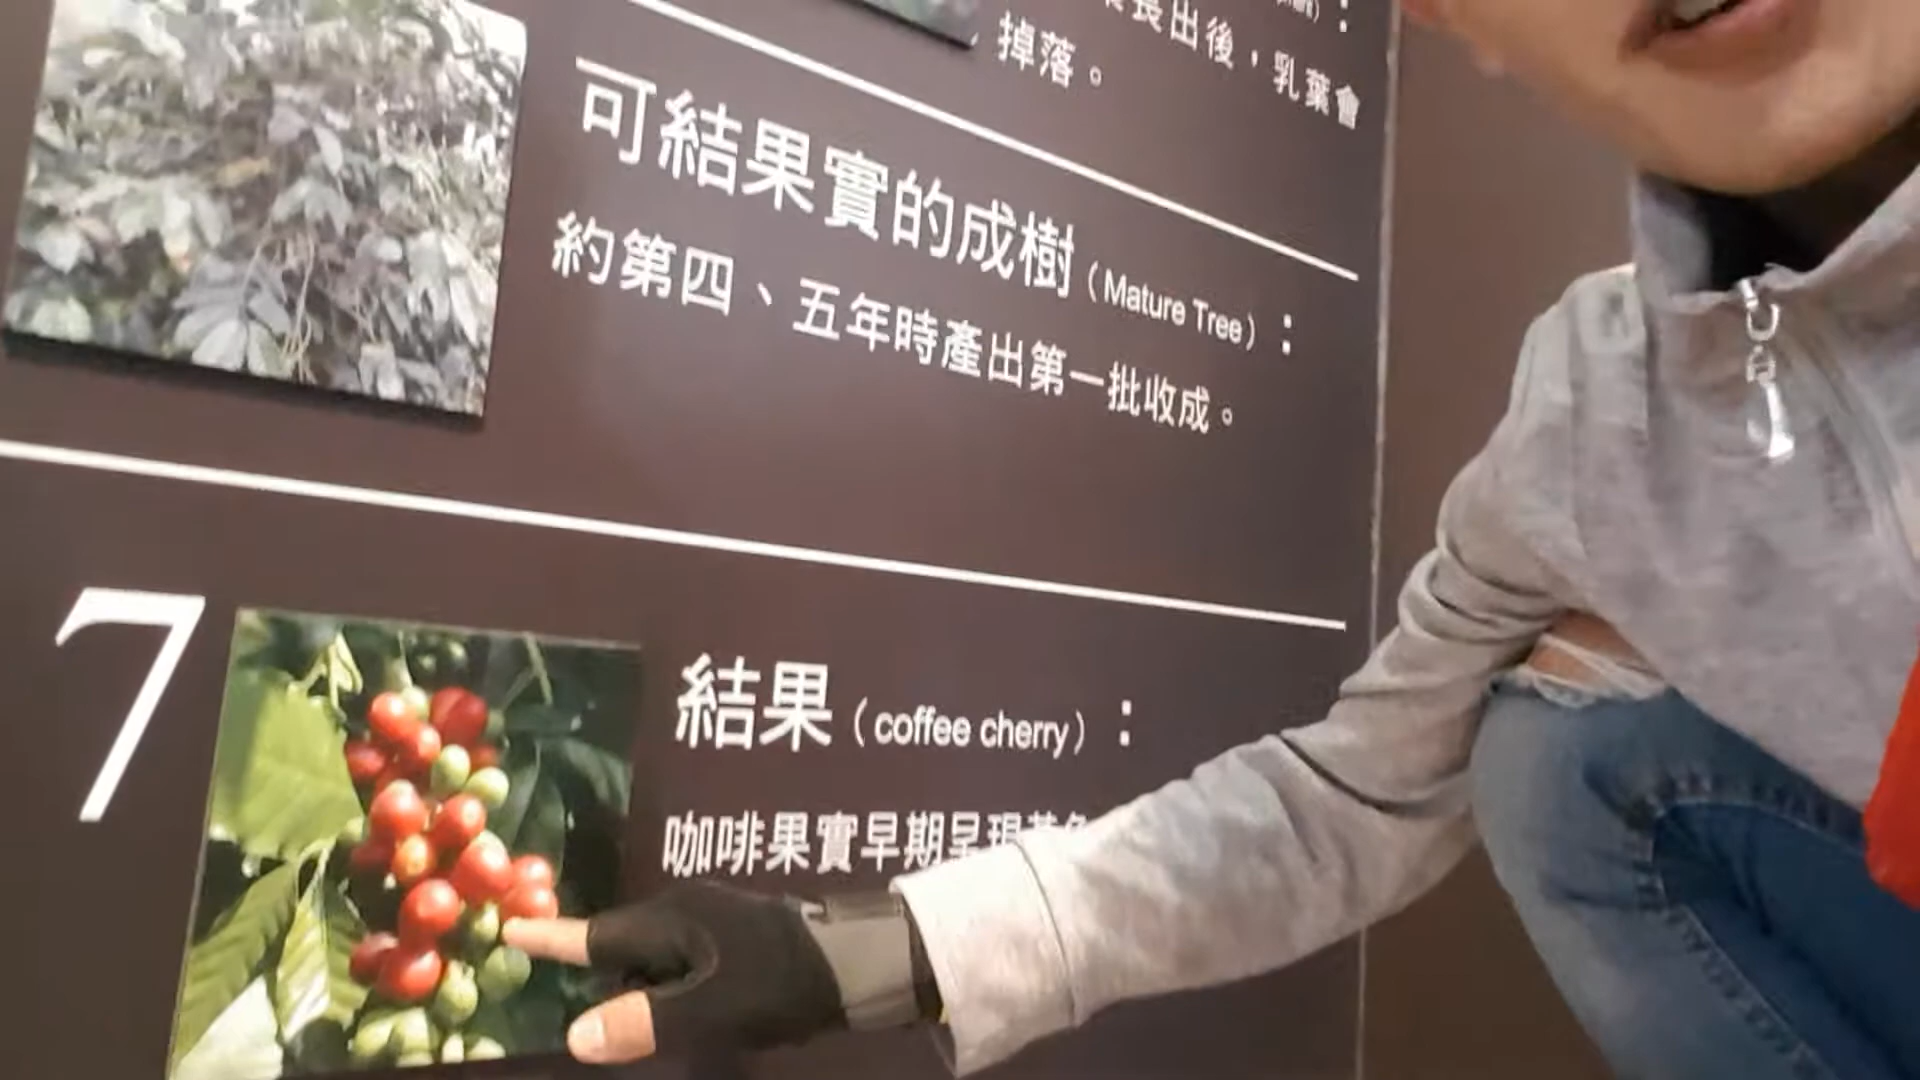 長出後，乳葉會
掉落。
可結果實的成樹（Mature Tree）：
約第四、五年時產出第一批收成。
7
結果（coffee cherry）：
咖啡果實早期呈現